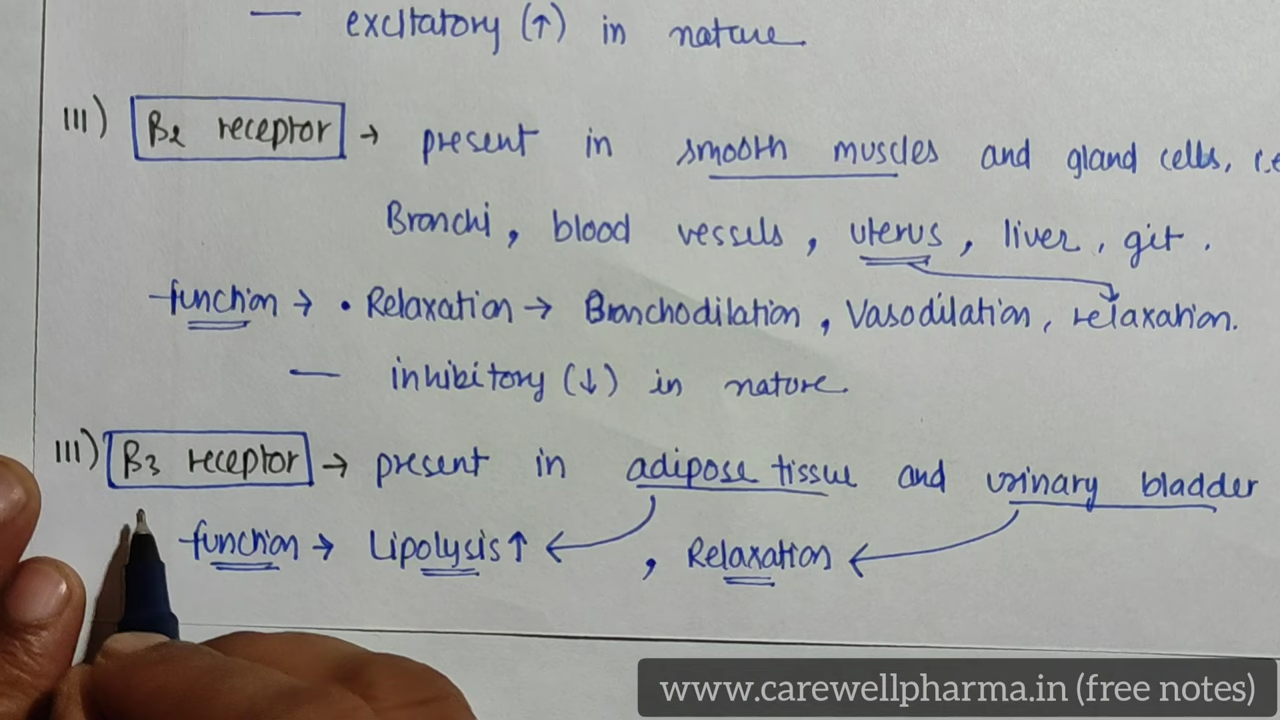 — excitatory (↑) in nature
III) β2 receptor → present in smooth muscles and gland cells, i.e
Bronchi, blood vessels, uterus, liver, git.
function → • Relaxation → Bronchodilation, Vasodilation, relaxation.
— inhibitory (↓) in nature.
III) β3 receptor → present in adipose tissue and urinary bladder
function → Lipolysis ↑ ← , Relaxation ←
www.carewellpharma.in (free notes)